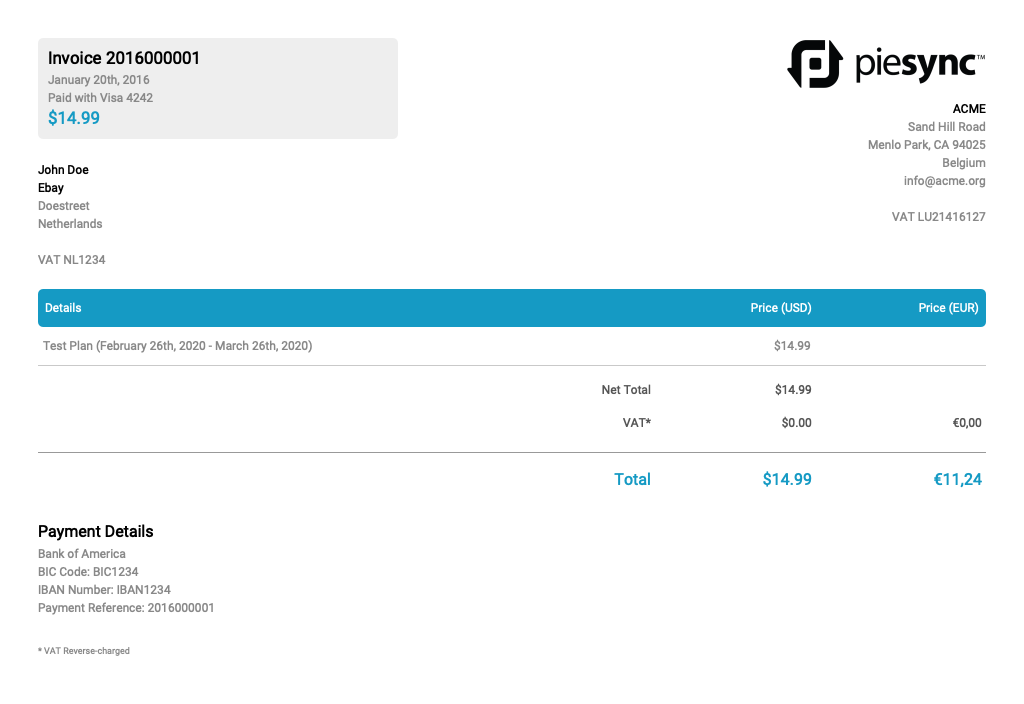 Invoice 2016000001
January 20th, 2016
Paid with Visa 4242
$14.99
piesync™
ACME
Sand Hill Road
Menlo Park, CA 94025
Belgium
info@acme.org
VAT LU21416127
John Doe
Ebay
Doestreet
Netherlands
VAT NL1234
Details Price (USD) Price (EUR)
Test Plan (February 26th, 2020 - March 26th, 2020) $14.99
Net Total $14.99
VAT* $0.00 €0,00
Total $14.99 €11,24
Payment Details
Bank of America
BIC Code: BIC1234
IBAN Number: IBAN1234
Payment Reference: 2016000001
* VAT Reverse-charged